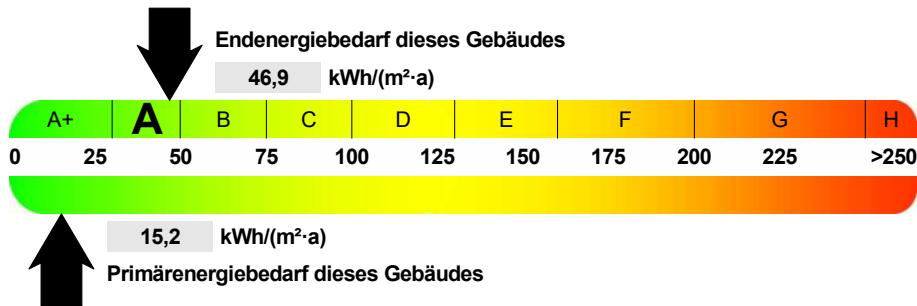 Endenergiebedarf dieses Gebäudes
46,9 kWh/(m²·a)
A+ A B C D E F G H
0 25 50 75 100 125 150 175 200 225 >250
15,2 kWh/(m²·a)
Primärenergiebedarf dieses Gebäudes